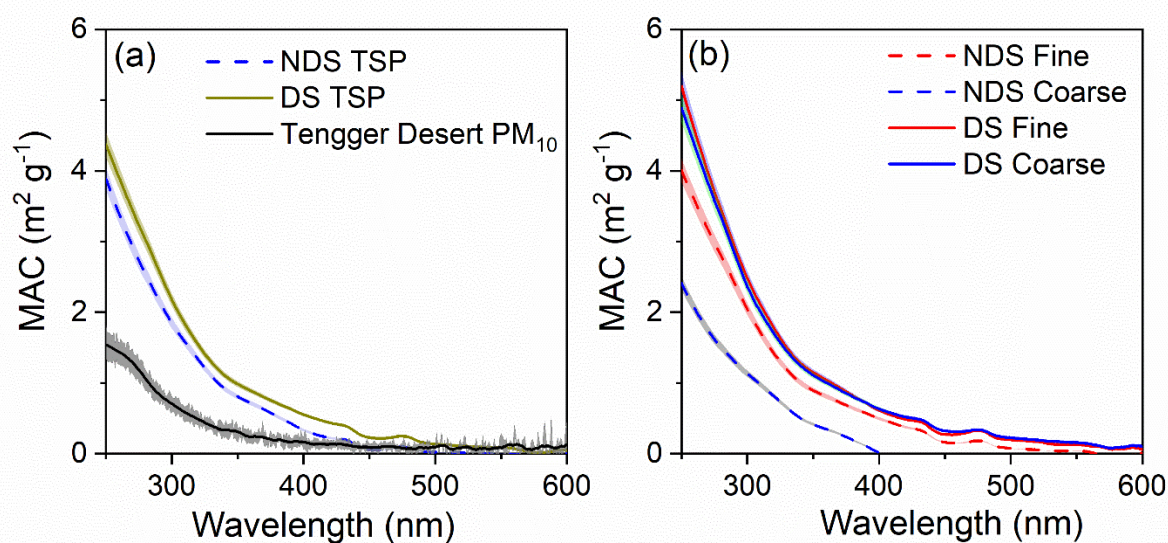 (a)
NDS TSP
DS TSP
Tengger Desert PM₁₀
6
4
2
0
MAC (m² g⁻¹)
300 400 500 600
Wavelength (nm)
(b)
NDS Fine
NDS Coarse
DS Fine
DS Coarse
6
4
2
0
MAC (m² g⁻¹)
300 400 500 600
Wavelength (nm)